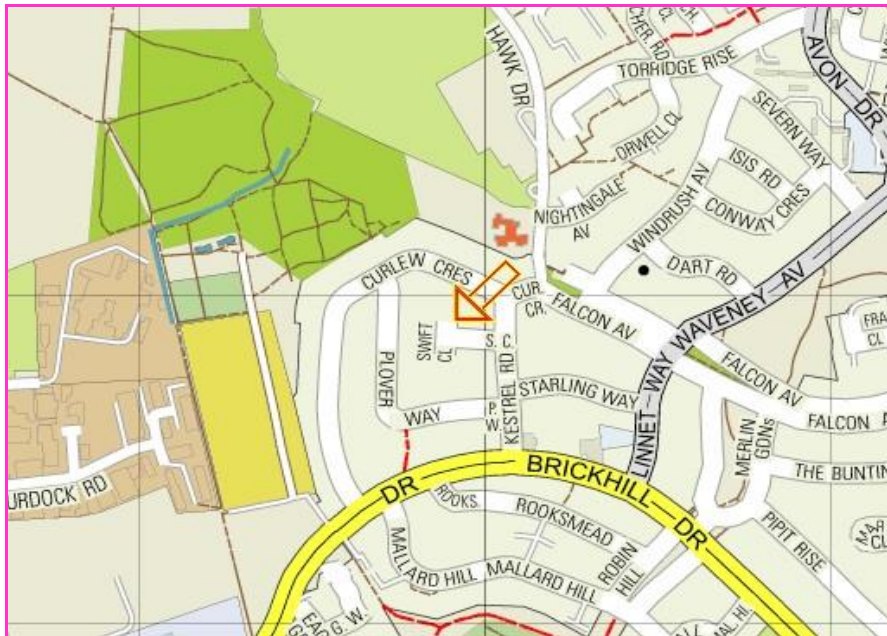 HAWK DR
TORRIDGE RISE
AVON DR
SEVERN WAY
ORWELL CL
ISIS RD
WINDRUSH AV
CONWAY CRES
NIGHTINGALE
AV
DART RD
CURLEW CRES
CUR.
CR.
FALCON AV
WAVENEY AV
SWIFT
CL
S. C.
PLOVER
WAY
P.
W.
KESTREL RD
STARLING WAY
LINNET WAY
FALCON AV
FALCON A
MERLIN
GDNS
THE BUNTIN
URDOCK RD
DR BRICKHILL DR
ROOKS.
ROOKSMEAD
ROBIN
HILL
PIPIT RISE
MALLARD HILL
MALLARD HILL
G. W.